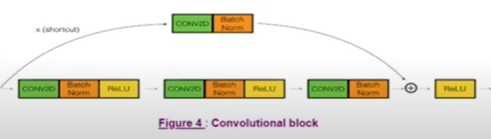 CONV2D Batch Norm
x (shortcut)
CONV2D Batch Norm ReLU CONV2D Batch Norm ReLU CONV2D Batch Norm + ReLU
Figure 4 : Convolutional block